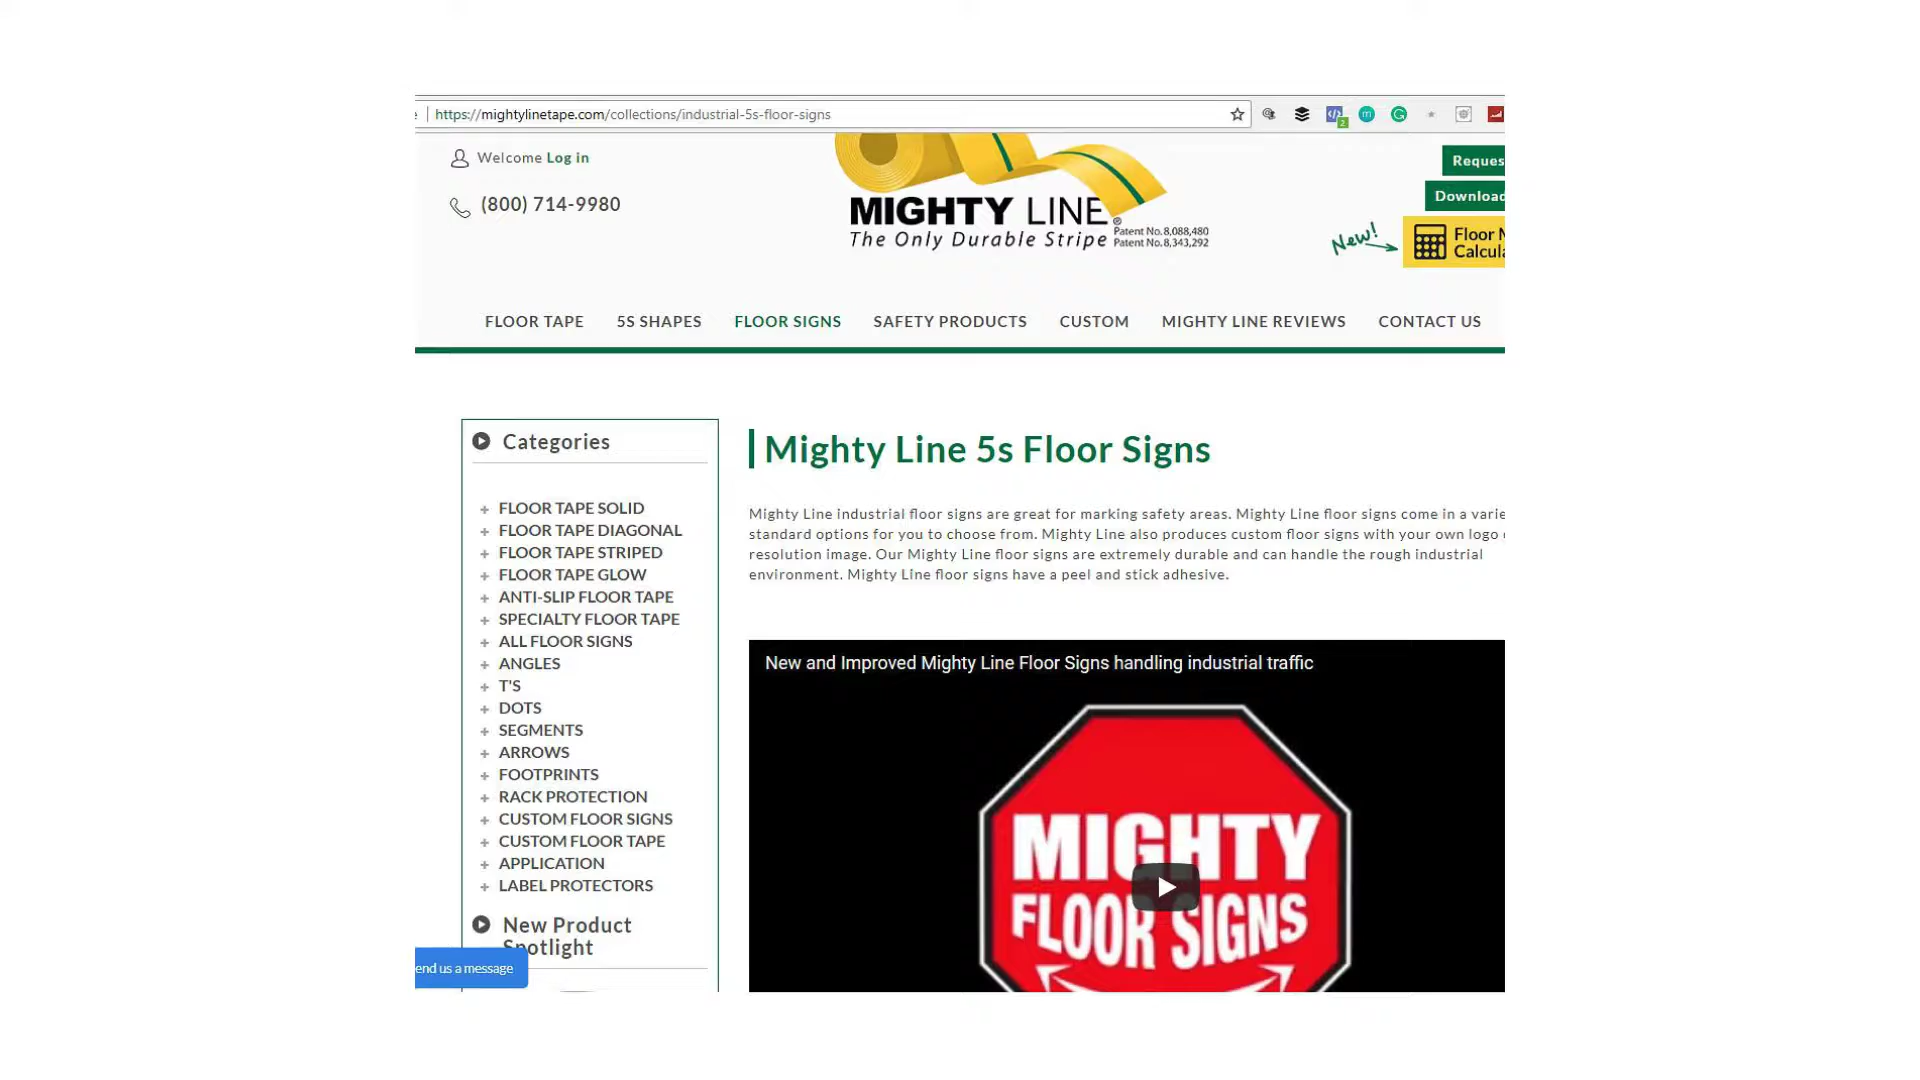 https://mightylinetape.com/collections/industrial-5s-floor-signs
Welcome Log in
(800) 714-9980
MIGHTY LINE®
The Only Durable Stripe
Patent No. 8,088,480
Patent No. 8,343,292
Reques
Download
New!
Floor M
Calcula
FLOOR TAPE 5S SHAPES FLOOR SIGNS SAFETY PRODUCTS CUSTOM MIGHTY LINE REVIEWS CONTACT US
Categories
FLOOR TAPE SOLID
FLOOR TAPE DIAGONAL
FLOOR TAPE STRIPED
FLOOR TAPE GLOW
ANTI-SLIP FLOOR TAPE
SPECIALTY FLOOR TAPE
ALL FLOOR SIGNS
ANGLES
T'S
DOTS
SEGMENTS
ARROWS
FOOTPRINTS
RACK PROTECTION
CUSTOM FLOOR SIGNS
CUSTOM FLOOR TAPE
APPLICATION
LABEL PROTECTORS
New Product
Spotlight
end us a message
Mighty Line 5s Floor Signs
Mighty Line industrial floor signs are great for marking safety areas. Mighty Line floor signs come in a varie
standard options for you to choose from. Mighty Line also produces custom floor signs with your own logo
resolution image. Our Mighty Line floor signs are extremely durable and can handle the rough industrial
environment. Mighty Line floor signs have a peel and stick adhesive.
New and Improved Mighty Line Floor Signs handling industrial traffic
MIGHTY
FLOOR SIGNS